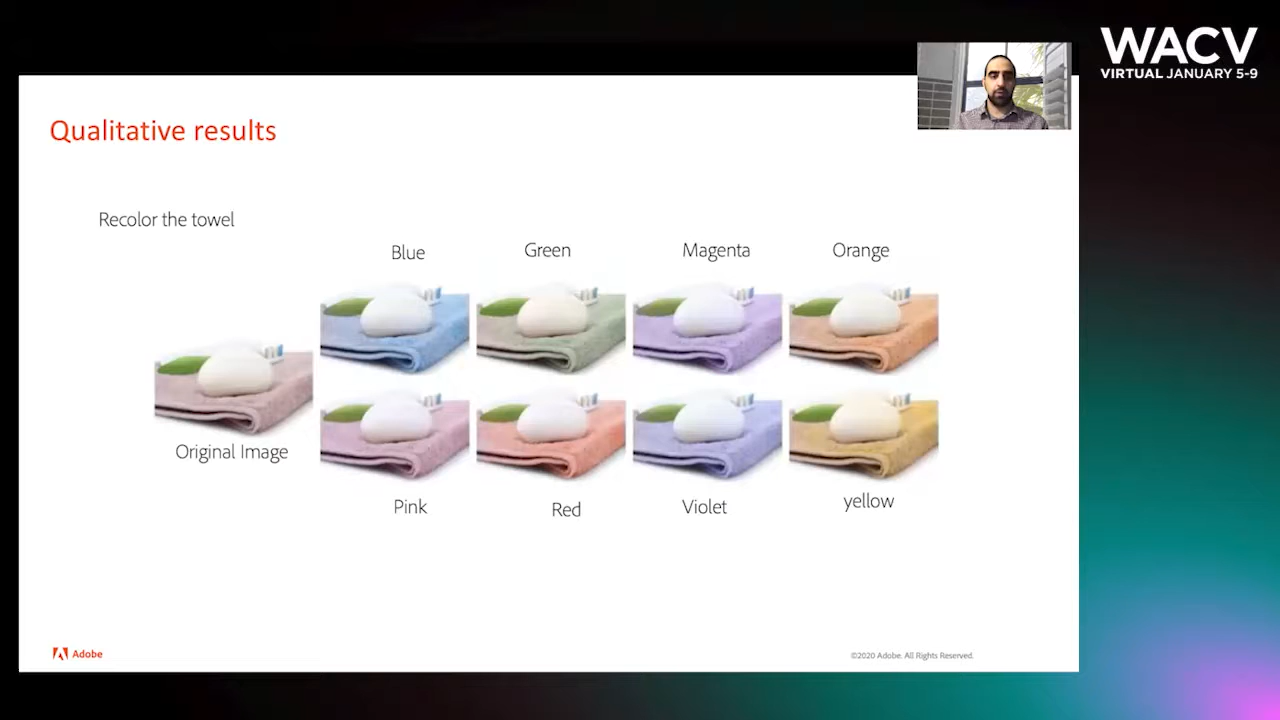 WACV
VIRTUAL JANUARY 5-9
Qualitative results
Recolor the towel
Blue
Green
Magenta
Orange
Original Image
Pink
Red
Violet
yellow
Adobe
©2020 Adobe. All Rights Reserved.